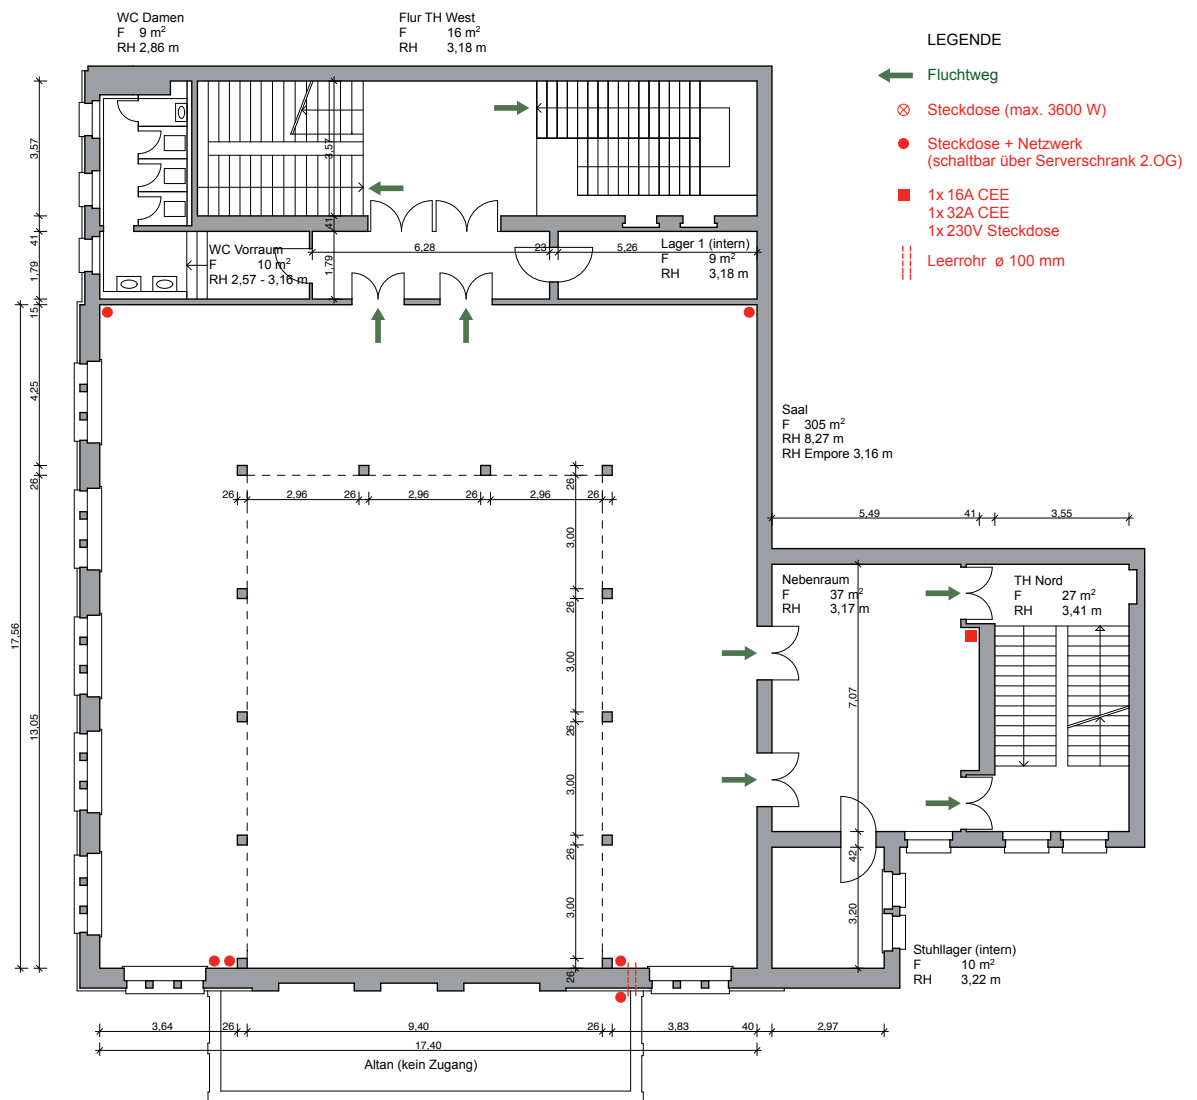 WC Damen
F 9 m²
RH 2,86 m
Flur TH West
F 16 m²
RH 3,18 m
LEGENDE
Fluchtweg
Steckdose (max. 3600 W)
Steckdose + Netzwerk
(schaltbar über Serverschrank 2.OG)
1x 16A CEE
1x 32A CEE
1x 230V Steckdose
Leerrohr ø 100 mm
3,57
3,57
41
41
1,79
1,79
15
WC Vorraum
F 10 m²
RH 2,57 - 3,16 m
6,28
23
5,26
Lager 1 (intern)
F 9 m²
RH 3,18 m
4,25
26
17,56
13,05
Saal
F 305 m²
RH 8,27 m
RH Empore 3,16 m
26
2,96
26
2,96
26
2,96
26
26
3,00
26
3,00
26
3,00
26
3,00
26
5,49
41
3,55
Nebenraum
F 37 m²
RH 3,17 m
TH Nord
F 27 m²
RH 3,41 m
7,07
42
3,20
Stuhllager (intern)
F 10 m²
RH 3,22 m
3,64
26
9,40
26
3,83
40
2,97
17,40
Altan (kein Zugang)